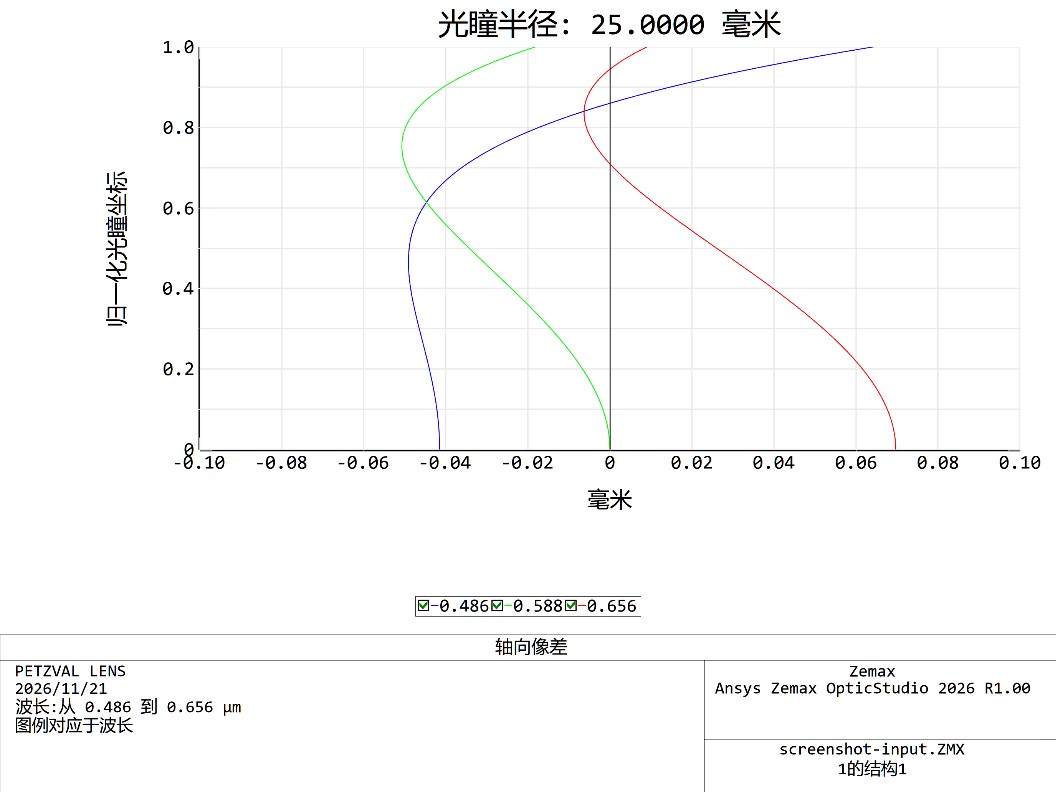 光瞳半径: 25.0000 毫米
1.0
0.8
0.6
0.4
0.2
0
归一化光瞳坐标
-0.10 -0.08 -0.06 -0.04 -0.02 0 0.02 0.04 0.06 0.08 0.10
毫米
0.486 0.588 0.656
轴向像差
PETZVAL LENS
2026/11/21
波长:从 0.486 到 0.656 μm
图例对应于波长
Zemax
Ansys Zemax OpticStudio 2026 R1.00
screenshot-input.ZMX
1的结构1